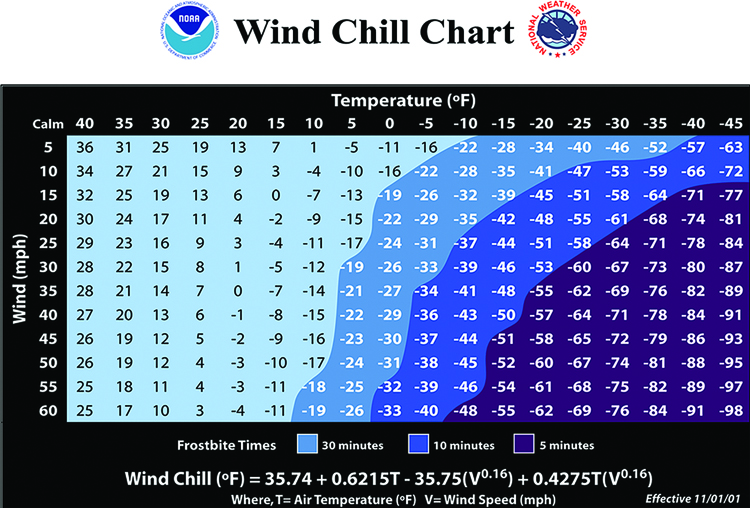 NATIONAL OCEANIC AND ATMOSPHERIC ADMINISTRATION
NOAA
U.S. DEPARTMENT OF COMMERCE
Wind Chill Chart
NATIONAL WEATHER SERVICE
Temperature (ºF)
Calm 40 35 30 25 20 15 10 5 0 -5 -10 -15 -20 -25 -30 -35 -40 -45
Wind (mph)
5 36 31 25 19 13 7 1 -5 -11 -16 -22 -28 -34 -40 -46 -52 -57 -63
10 34 27 21 15 9 3 -4 -10 -16 -22 -28 -35 -41 -47 -53 -59 -66 -72
15 32 25 19 13 6 0 -7 -13 -19 -26 -32 -39 -45 -51 -58 -64 -71 -77
20 30 24 17 11 4 -2 -9 -15 -22 -29 -35 -42 -48 -55 -61 -68 -74 -81
25 29 23 16 9 3 -4 -11 -17 -24 -31 -37 -44 -51 -58 -64 -71 -78 -84
30 28 22 15 8 1 -5 -12 -19 -26 -33 -39 -46 -53 -60 -67 -73 -80 -87
35 28 21 14 7 0 -7 -14 -21 -27 -34 -41 -48 -55 -62 -69 -76 -82 -89
40 27 20 13 6 -1 -8 -15 -22 -29 -36 -43 -50 -57 -64 -71 -78 -84 -91
45 26 19 12 5 -2 -9 -16 -23 -30 -37 -44 -51 -58 -65 -72 -79 -86 -93
50 26 19 12 4 -3 -10 -17 -24 -31 -38 -45 -52 -60 -67 -74 -81 -88 -95
55 25 18 11 4 -3 -11 -18 -25 -32 -39 -46 -54 -61 -68 -75 -82 -89 -97
60 25 17 10 3 -4 -11 -19 -26 -33 -40 -48 -55 -62 -69 -76 -84 -91 -98
Frostbite Times 30 minutes 10 minutes 5 minutes
Wind Chill (ºF) = 35.74 + 0.6215T - 35.75(V⁰·¹⁶) + 0.4275T(V⁰·¹⁶)
Where, T= Air Temperature (ºF) V= Wind Speed (mph) Effective 11/01/01